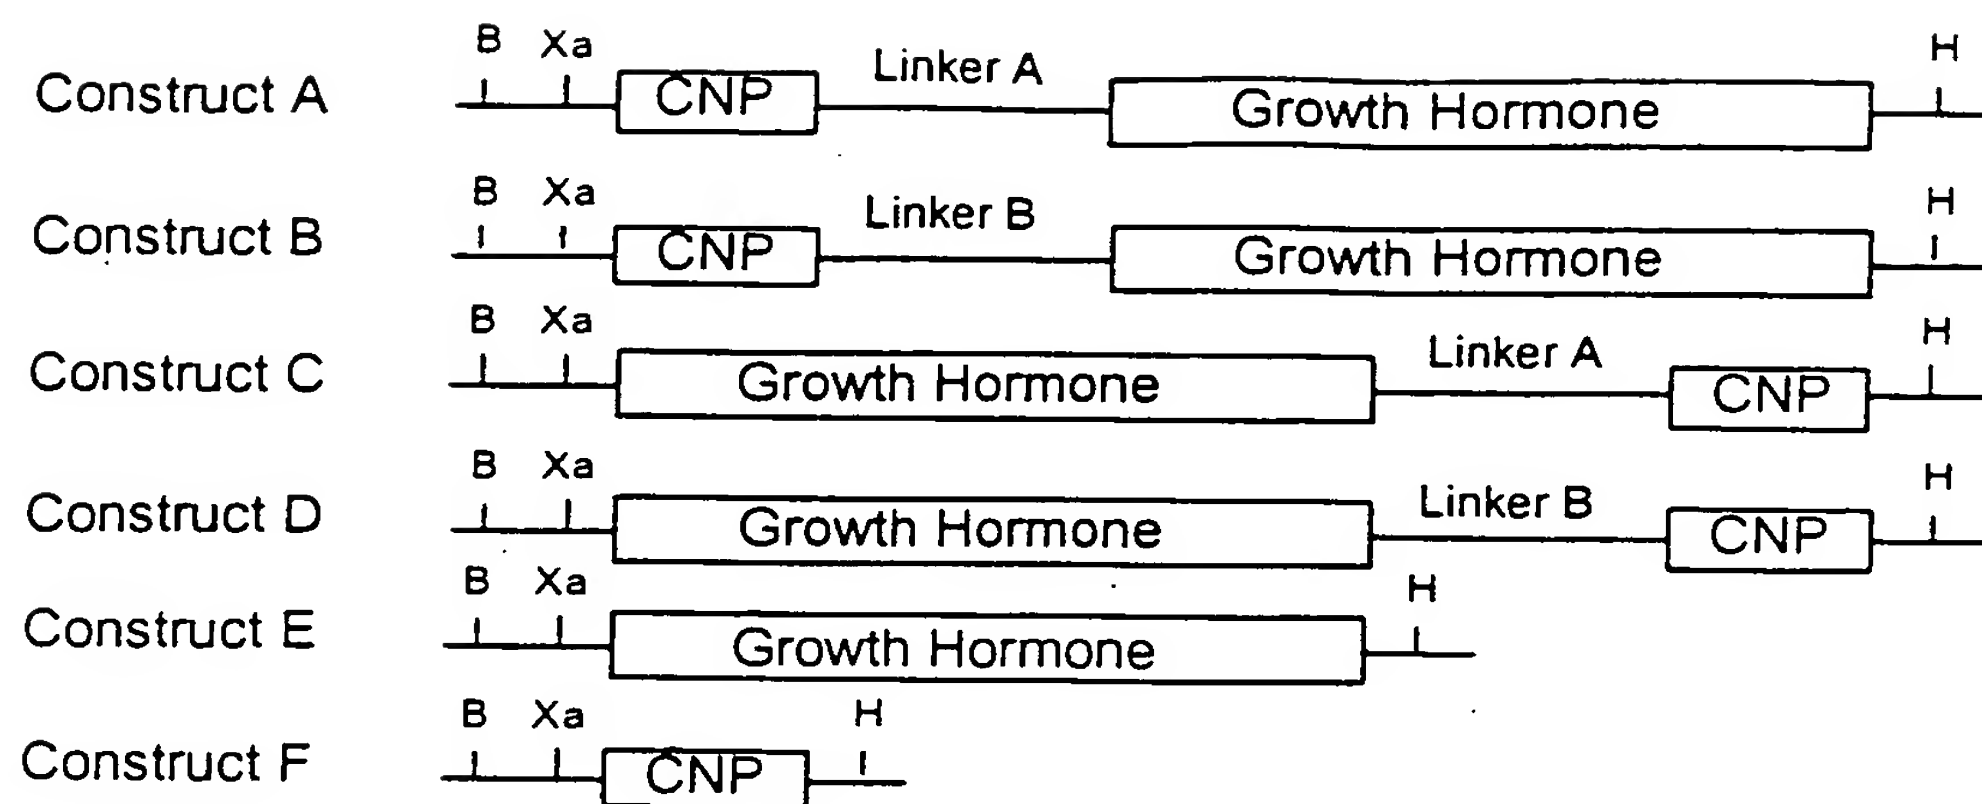 B Xa Linker A H
Construct A CNP Growth Hormone
B Xa Linker B H
Construct B CNP Growth Hormone
B Xa Linker A H
Construct C Growth Hormone CNP
B Xa Linker B H
Construct D Growth Hormone CNP
B Xa H
Construct E Growth Hormone
B Xa H
Construct F CNP